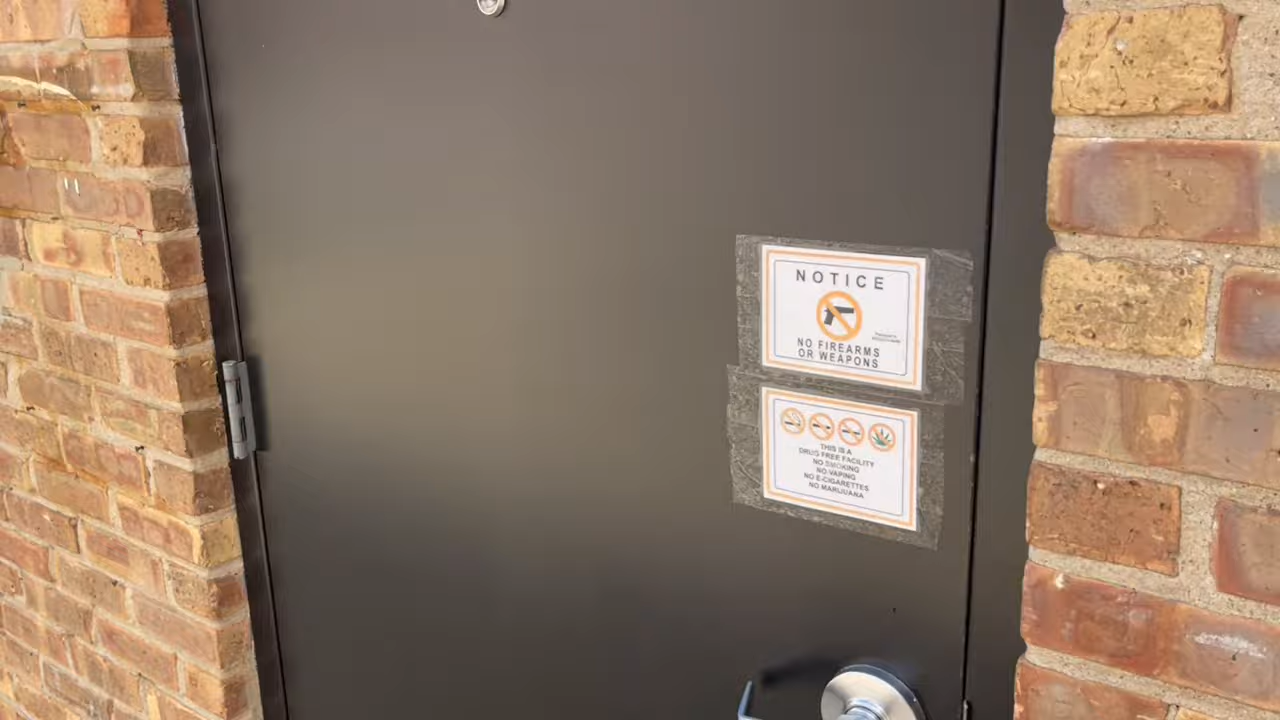 NOTICE
NO FIREARMS
OR WEAPONS
THIS IS A
DRUG FREE FACILITY
NO SMOKING
NO VAPING
NO E-CIGARETTES
NO MARIJUANA